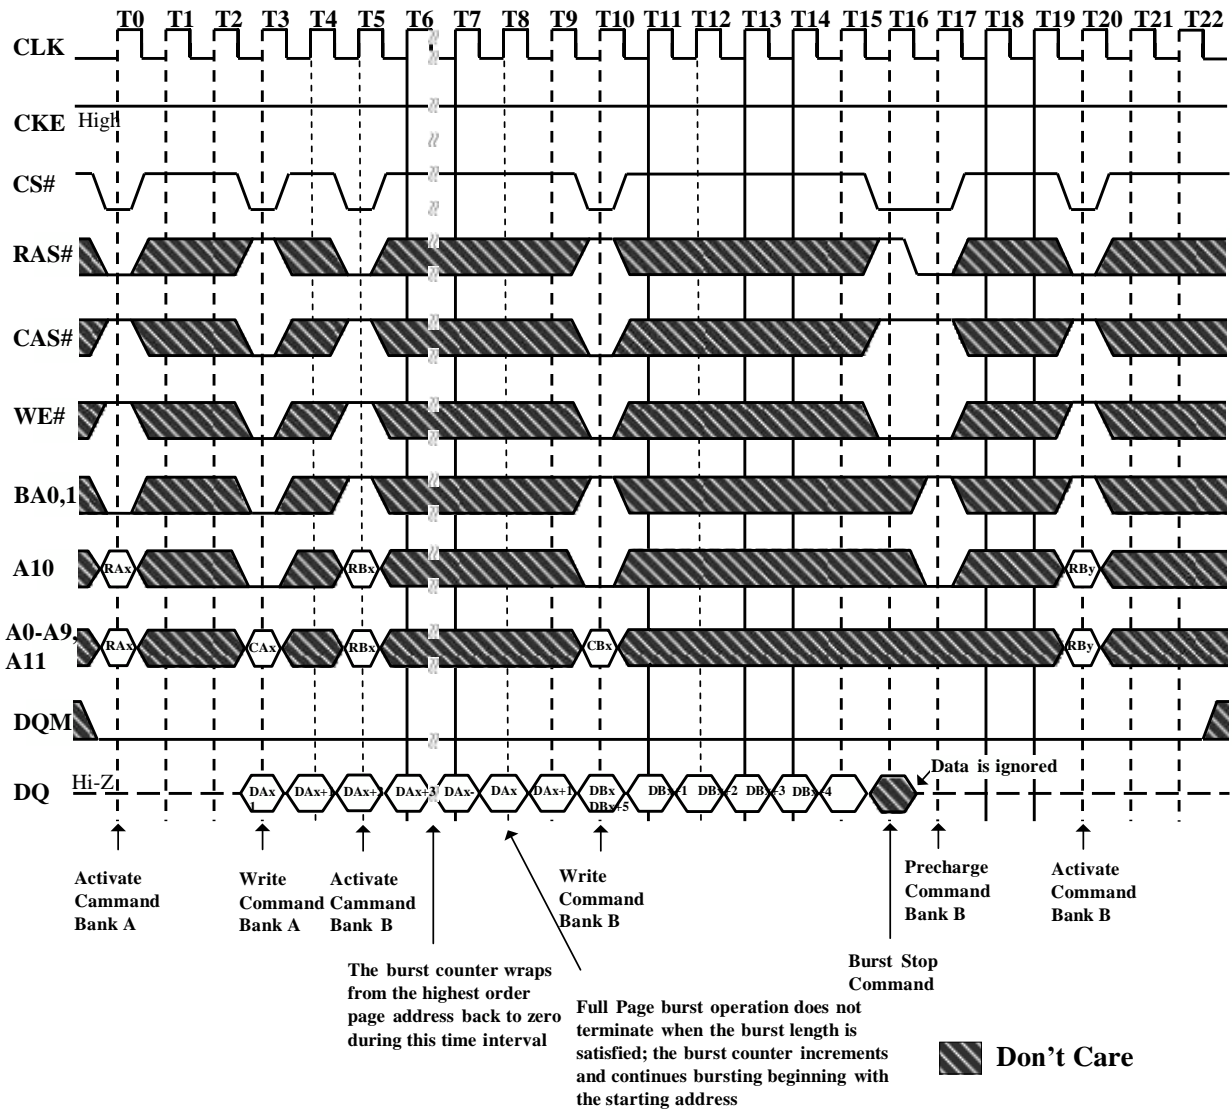 T0 T1 T2 T3 T4 T5 T6 T7 T8 T9 T10 T11 T12 T13 T14 T15 T16 T17 T18 T19 T20 T21 T22
CLK
CKE High
CS#
RAS#
CAS#
WE#
BA0,1
A10 RAx RBx RBy
A0-A9, A11 RAx CAx RBx CBx RBy
DQM
DQ Hi-Z DAx DAx+1 DAx+3 DAx- DAx DAx+1 DBx DBx+1 DBx+2 DBx+3 DBx+4
1 DBx+5
Data is ignored
Activate
Cammand
Bank A
Write
Command
Bank A
Activate
Cammand
Bank B
Write
Command
Bank B
Precharge
Command
Bank B
Activate
Command
Bank B
The burst counter wraps
from the highest order
page address back to zero
during this time interval
Full Page burst operation does not
terminate when the burst length is
satisfied; the burst counter increments
and continues bursting beginning with
the starting address
Burst Stop
Command
Don't Care